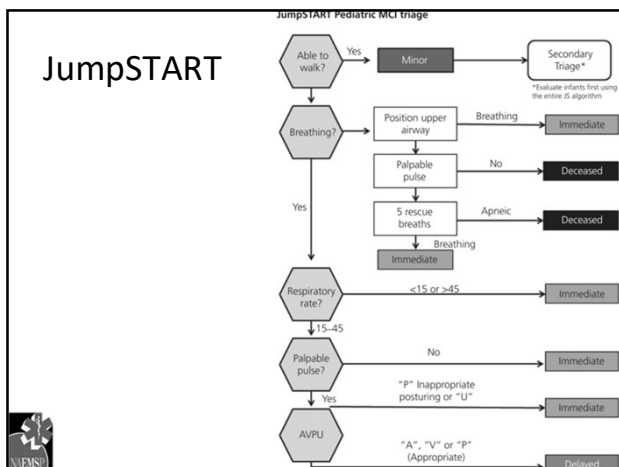 JumpSTART Pediatric MCI triage
JumpSTART
Able to
walk?
Yes
Minor
Secondary
Triage*
*Evaluate infants first using
the entire JS algorithm
Breathing?
Position upper
airway
Breathing
Immediate
Palpable
pulse
No
Deceased
Yes
5 rescue
breaths
Apneic
Deceased
Breathing
Immediate
Respiratory
rate?
<15 or >45
Immediate
15–45
Palpable
pulse?
No
Immediate
Yes
"P" Inappropriate
posturing or "U"
Immediate
AVPU
"A", "V" or "P"
(Appropriate)
Delayed
NAEMSP